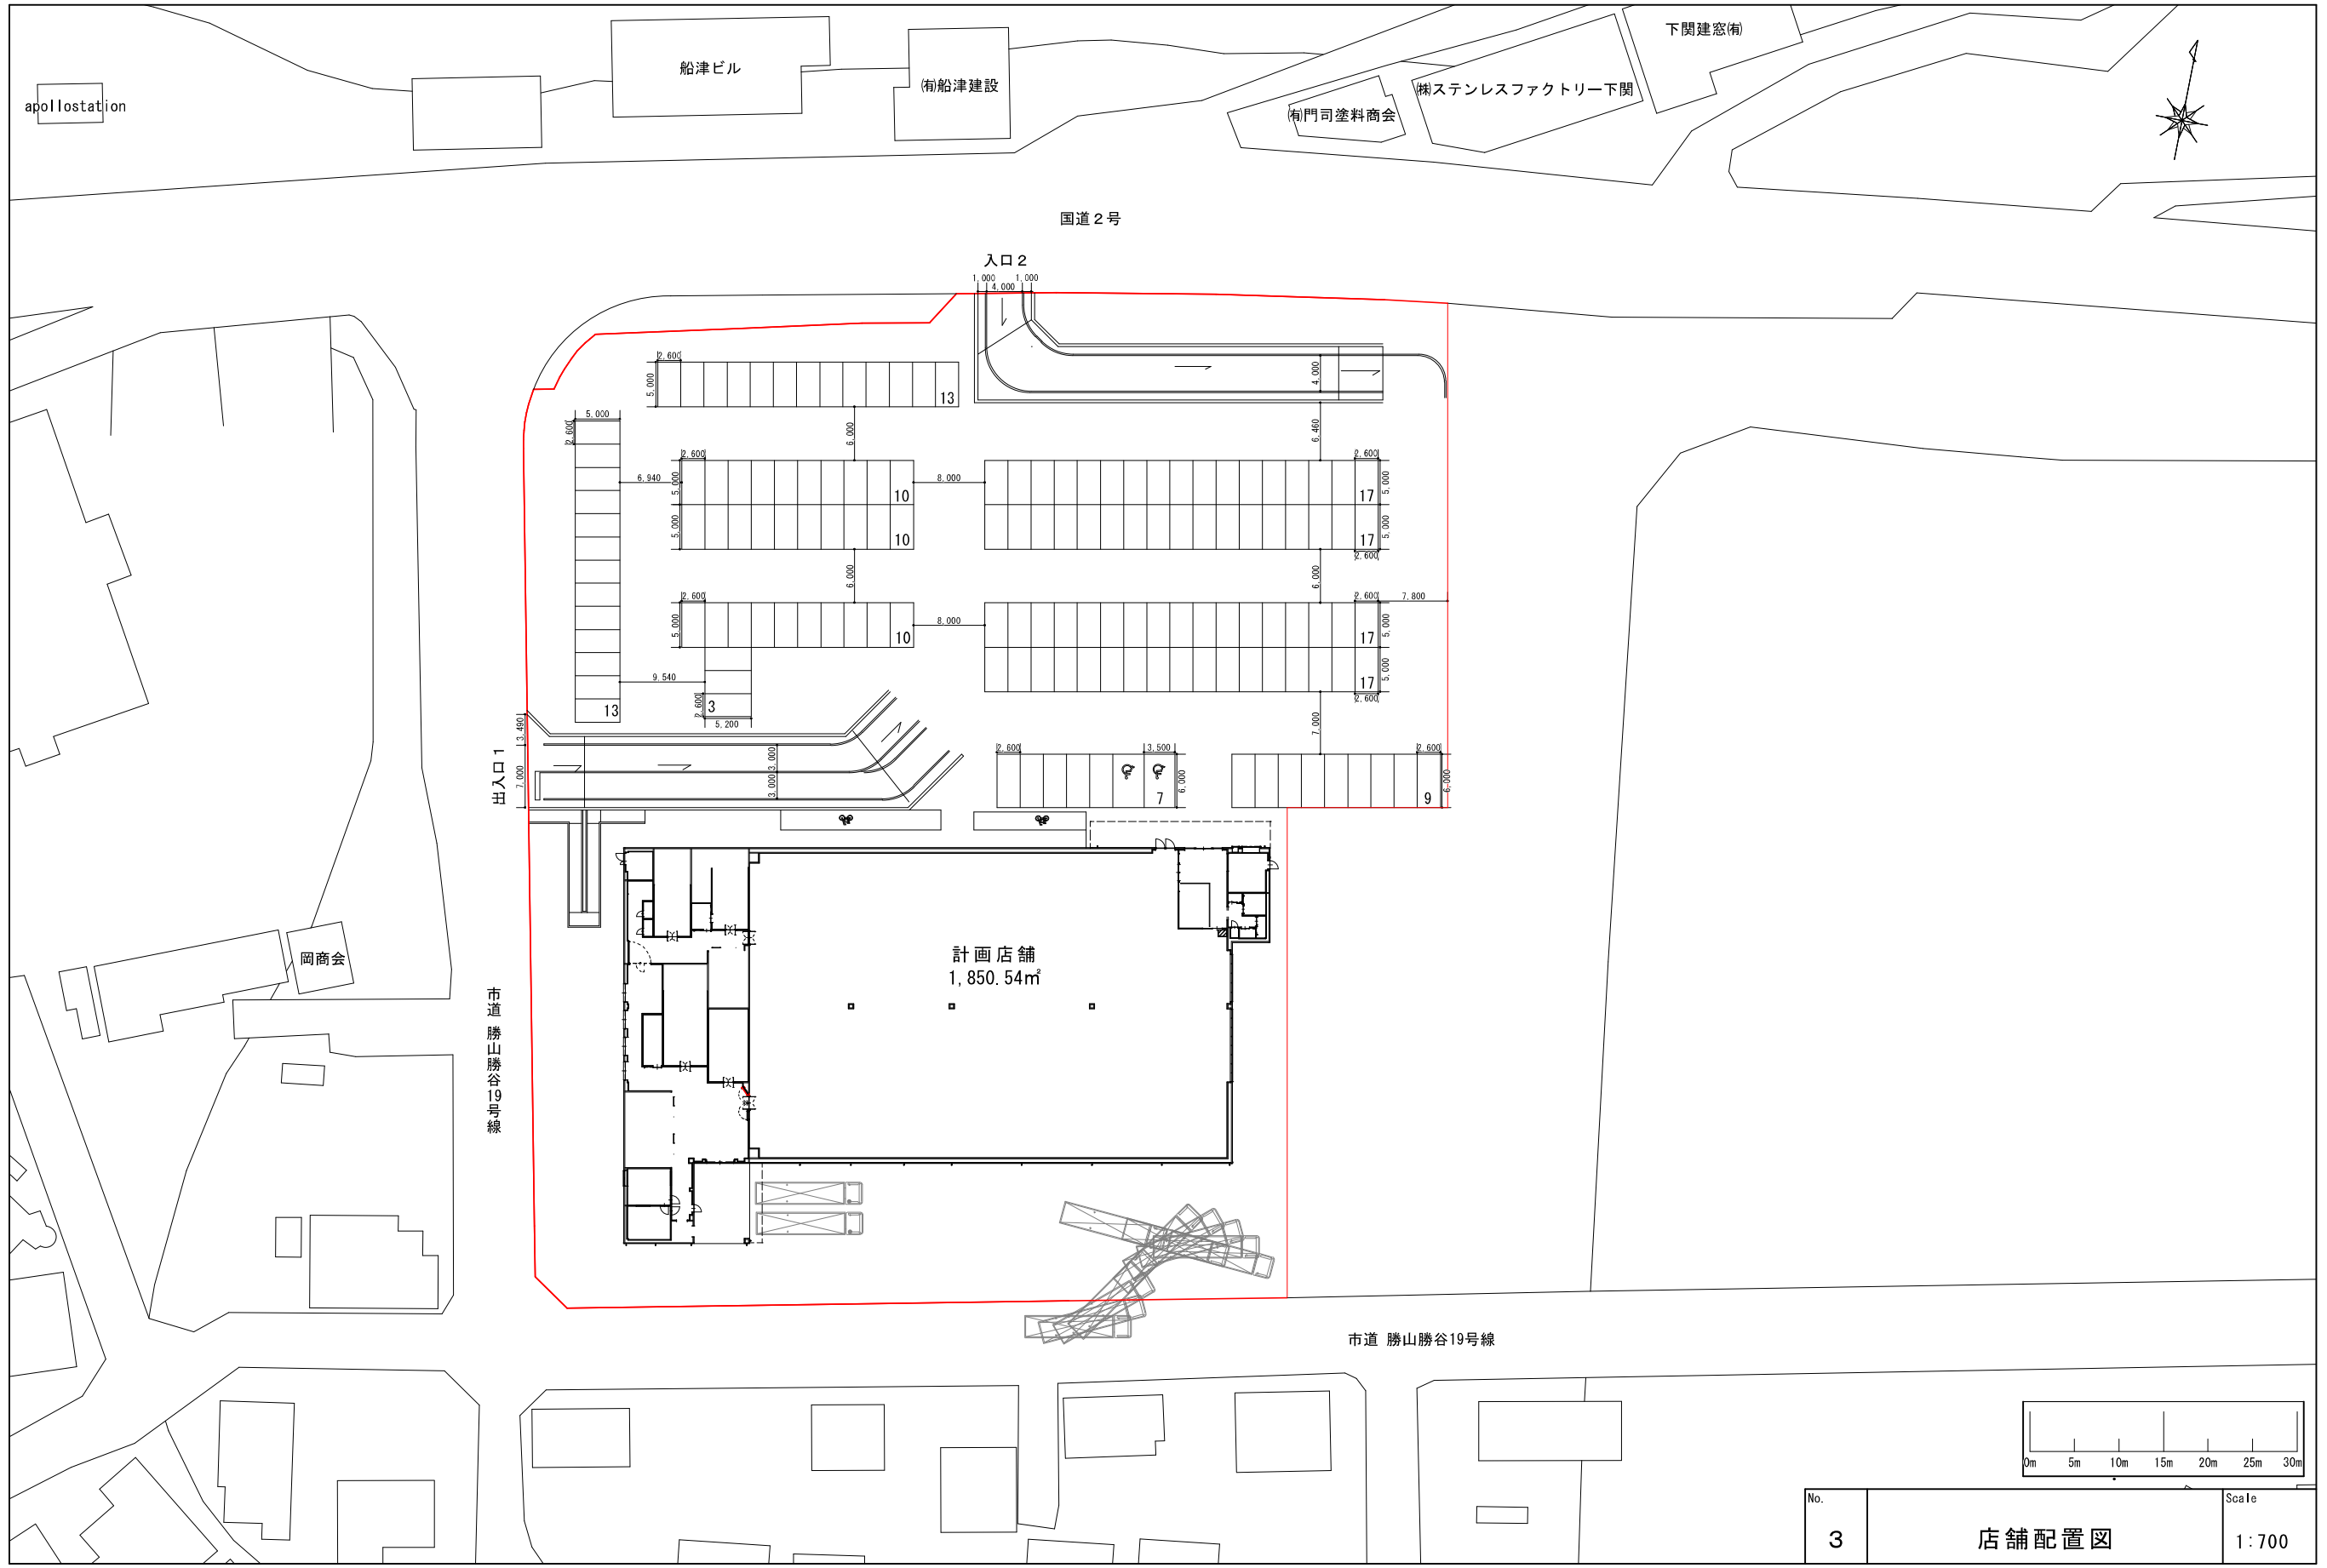 下関建窓㈲
船津ビル
㈲船津建設
㈱ステンレスファクトリー下関
apollostation
㈲門司塗料商会
国道２号
入口２
1,000
1,000
4,000
2,600
5,000
13
4,000
5,000
2,600
6,000
6,460
2,600
2,600
6,940
5,000
10
8,000
17
5,000
5,000
10
17
5,000
2,600
6,000
6,000
2,600
2,600
7,800
5,000
10
8,000
17
5,000
9,540
17
5,000
2,600
2,600
3
13
5,200
3,490
7,000
出入口１
7,000
3,000
3,000
2,600
3,500
6,000
7
2,600
6,000
9
計画店舗
1,850.54㎡
岡商会
市道 勝山勝谷19号線
市道 勝山勝谷19号線
0m
5m
10m
15m
20m
25m
30m
No.
3
店舗配置図
Scale
1:700